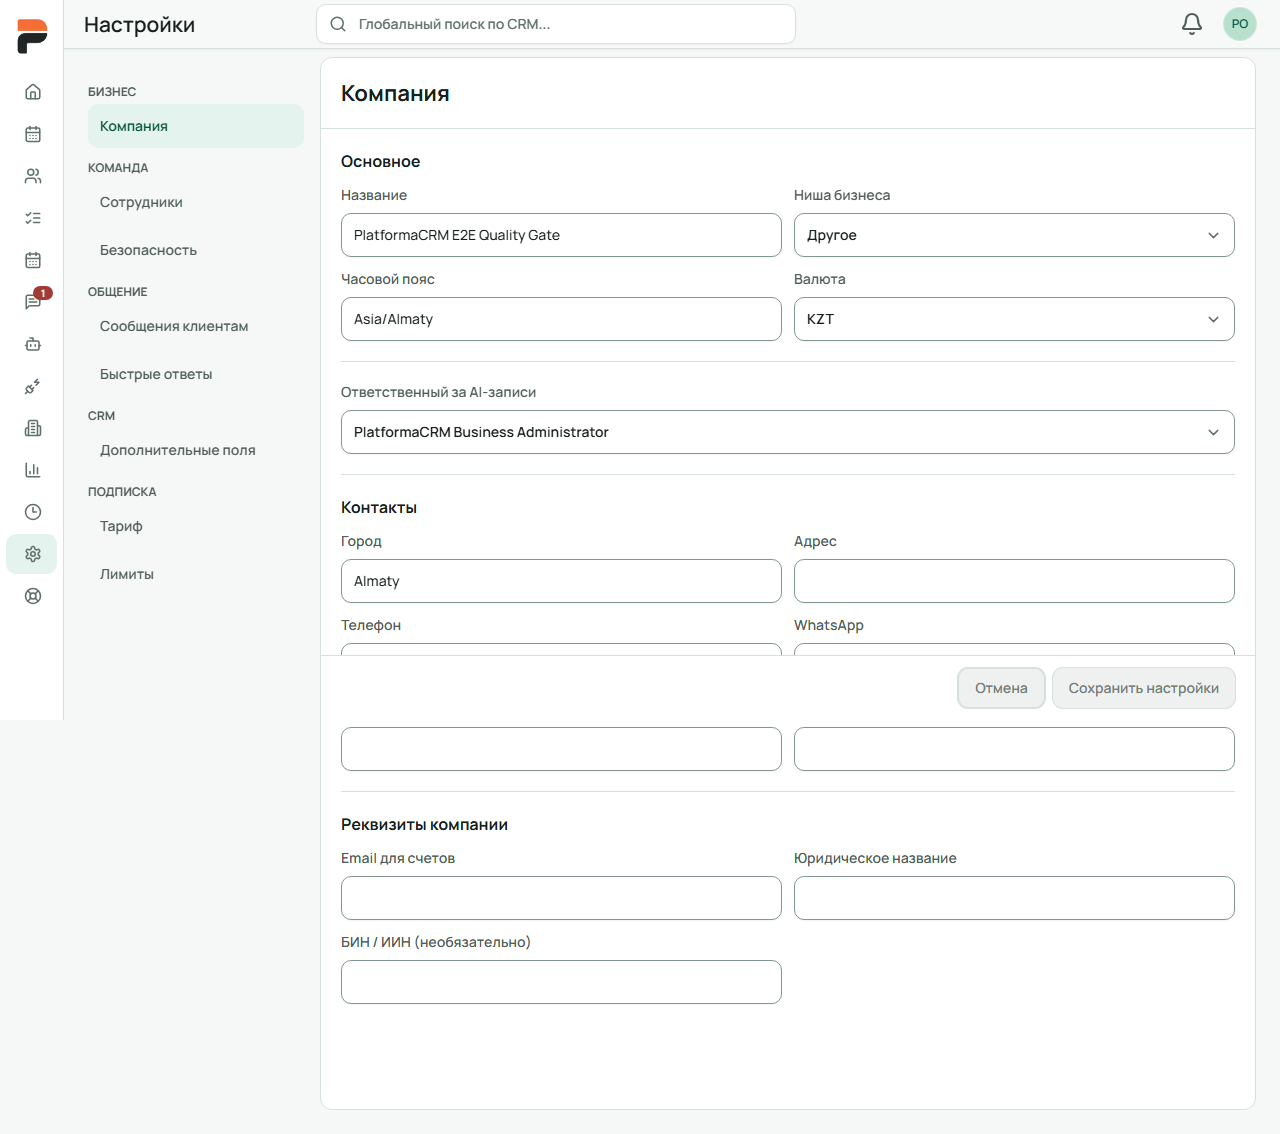 Настройки
Глобальный поиск по CRM...
PO
БИЗНЕС
Компания
КОМАНДА
Сотрудники
Безопасность
ОБЩЕНИЕ
Сообщения клиентам
Быстрые ответы
CRM
Дополнительные поля
ПОДПИСКА
Тариф
Лимиты
1
Компания
Основное
Название
Ниша бизнеса
PlatformaCRM E2E Quality Gate
Другое
Часовой пояс
Валюта
Asia/Almaty
KZT
Ответственный за AI-записи
PlatformaCRM Business Administrator
Контакты
Город
Адрес
Almaty
Телефон
WhatsApp
Отмена
Сохранить настройки
Реквизиты компании
Email для счетов
Юридическое название
БИН / ИИН (необязательно)